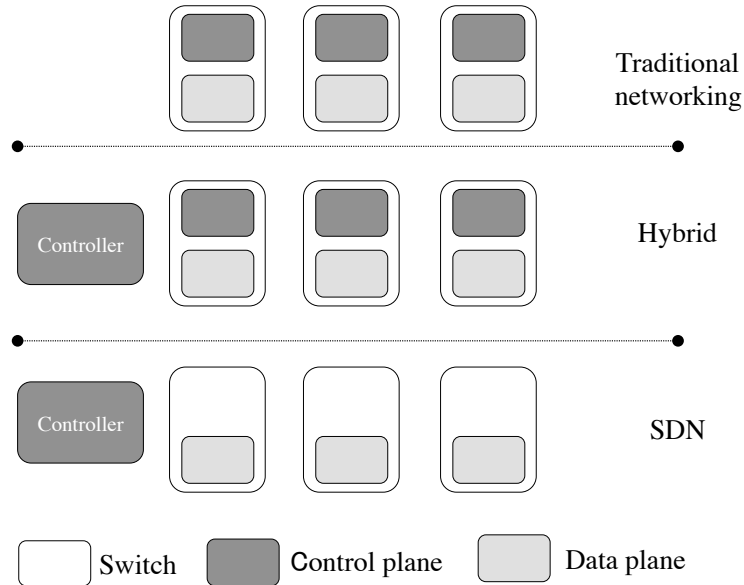 Traditional
networking
Controller
Hybrid
Controller
SDN
Switch
Control plane
Data plane